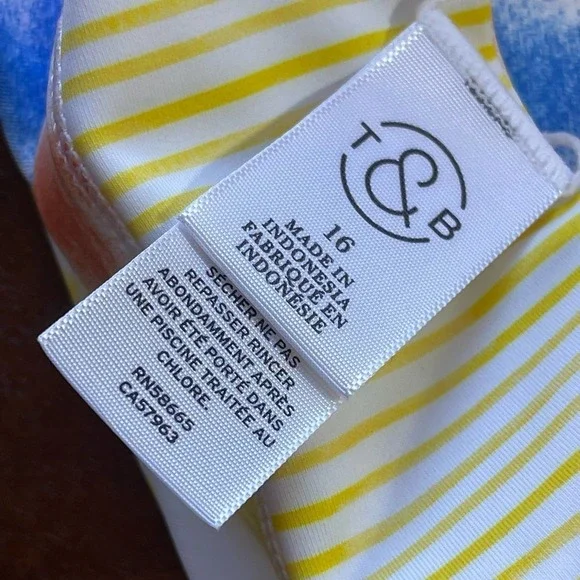 T & B
16
MADE IN
INDONESIA
FABRIQUÉ EN
INDONÉSIE
SÉCHER NE PAS
REPASSER RINCER
ABONDAMMENT APRÈS
AVOIR ÉTÉ PORTÉ DANS
UNE PISCINE TRAITÉE AU
CHLORE.
RN58665
CA57963